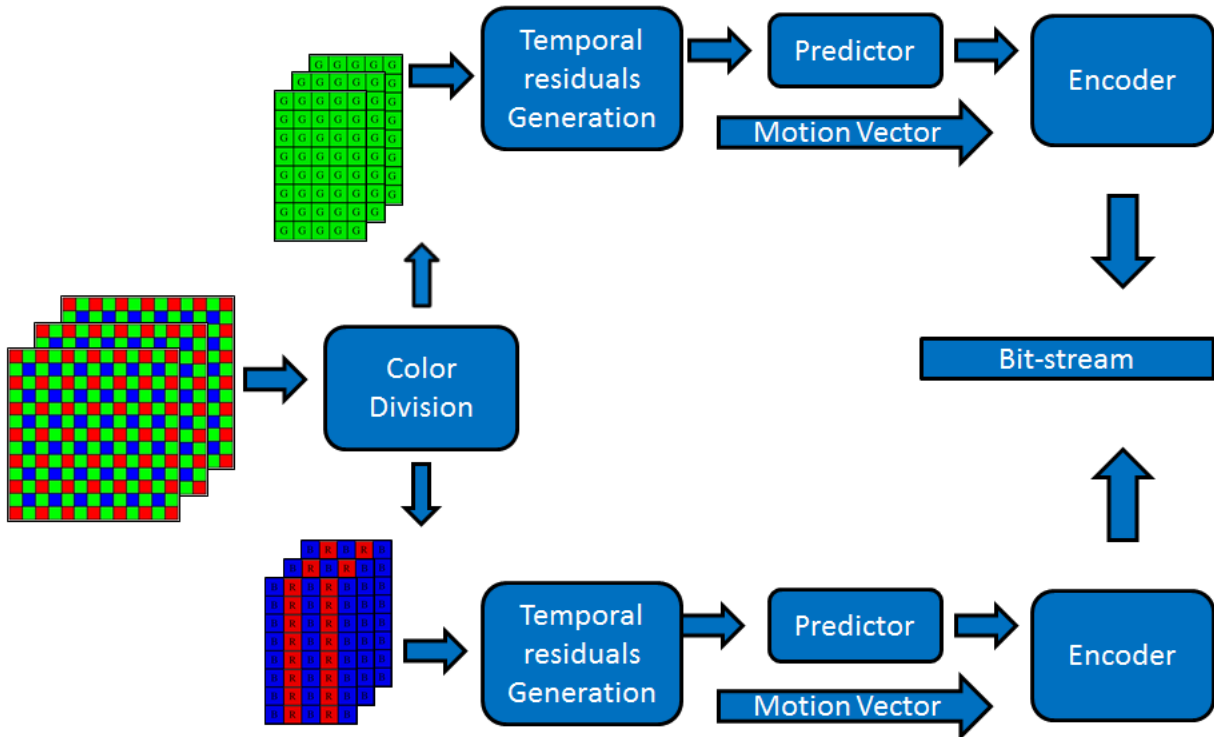 G G G G G
G G G G G G
G G G G G G G
G G G G G G G
G G G G G G G
G G G G G G G
G G G G G G G
G G G G G G G
G G G G G G
G G G G G
Temporal
residuals
Generation
Predictor
Motion Vector
Encoder
Color
Division
Bit-stream
B R B R B
B R B R B B
B R B R B B B
B R B R B B B
B R B R B B B
B R B R B B B
B R B R B B B
B R B R B B B
B R B R B B
B R B R B
Temporal
residuals
Generation
Predictor
Motion Vector
Encoder